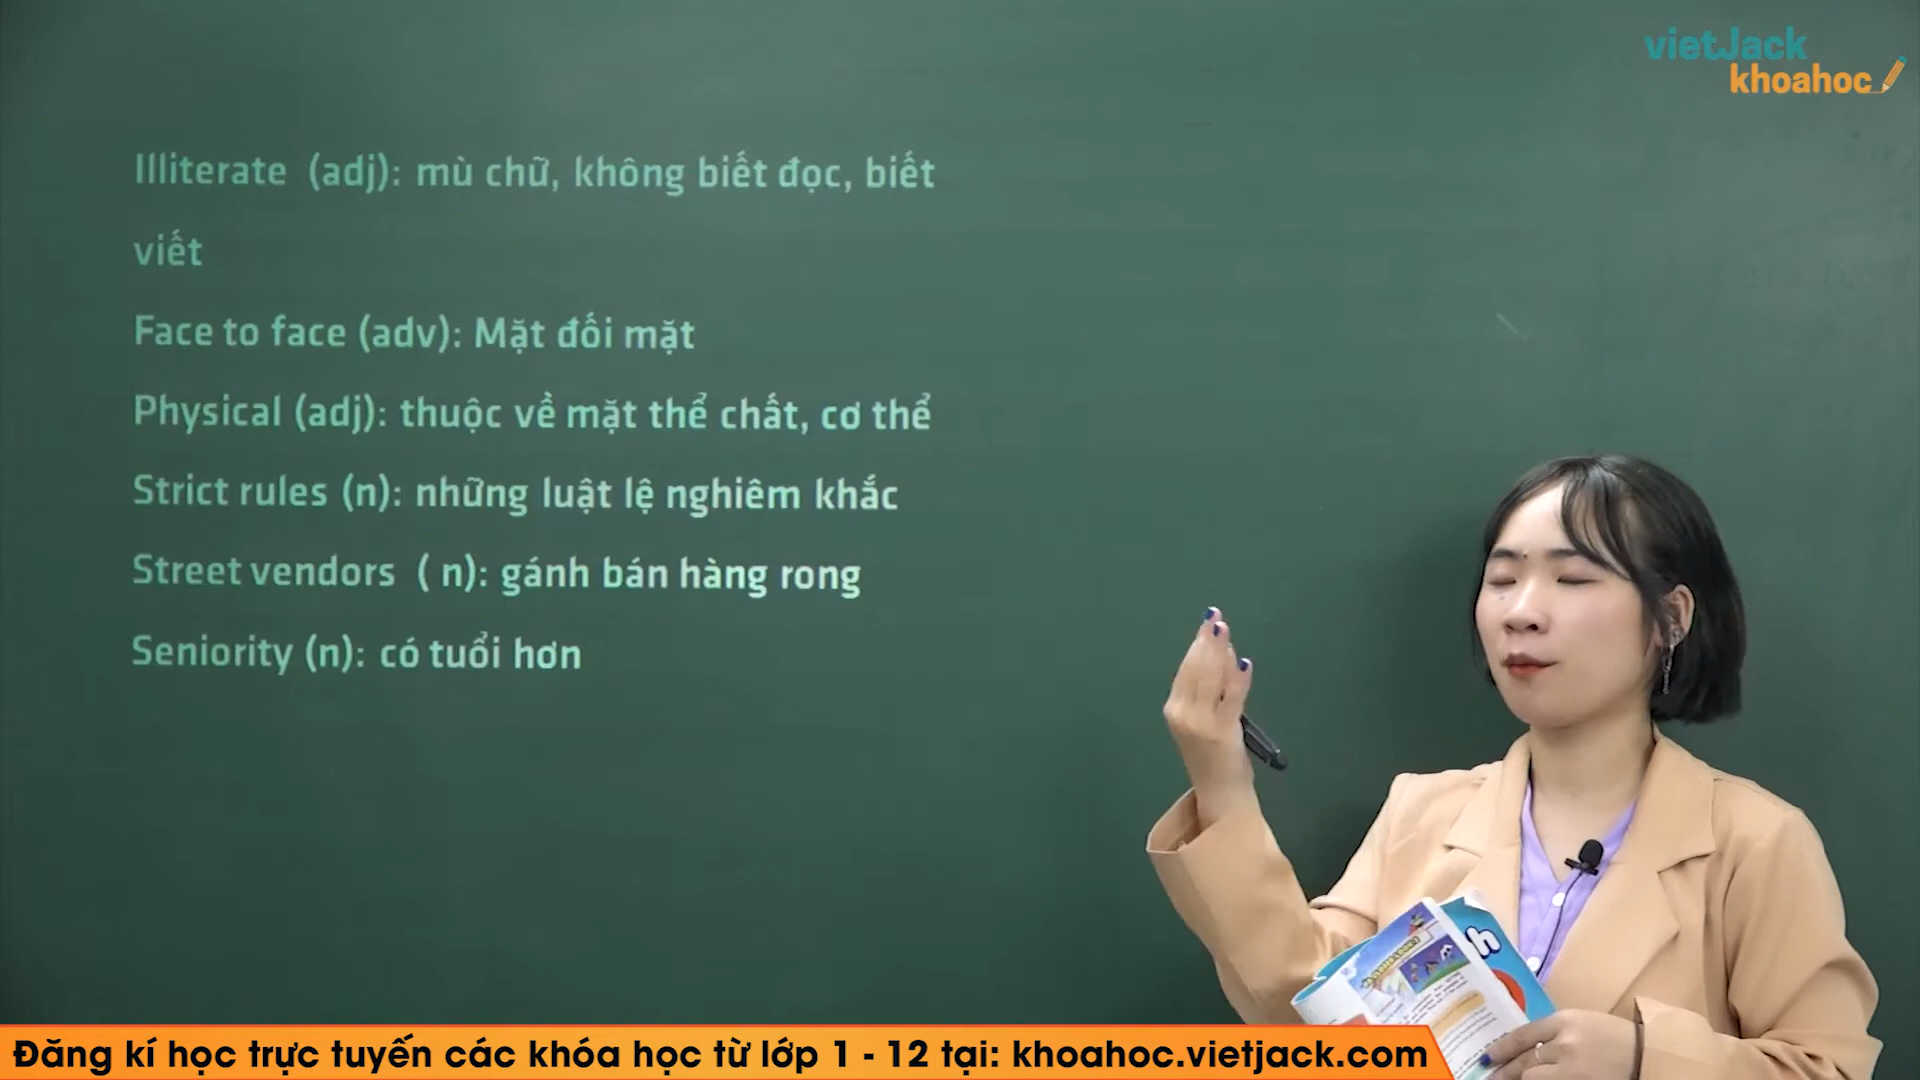 vietJack
khoahoc
Illiterate (adj): mù chữ, không biết đọc, biết
viết
Face to face (adv): Mặt đối mặt
Physical (adj): thuộc về mặt thể chất, cơ thể
Strict rules (n): những luật lệ nghiêm khắc
Street vendors ( n): gánh bán hàng rong
Seniority (n): có tuổi hơn
Đăng kí học trực tuyến các khóa học từ lớp 1 - 12 tại: khoahoc.vietjack.com